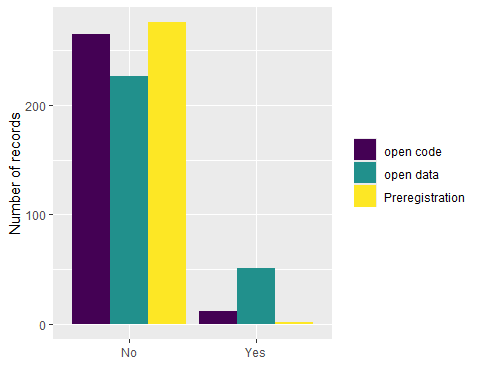 Number of records
200
100
0
No
Yes
open code
open data
Preregistration